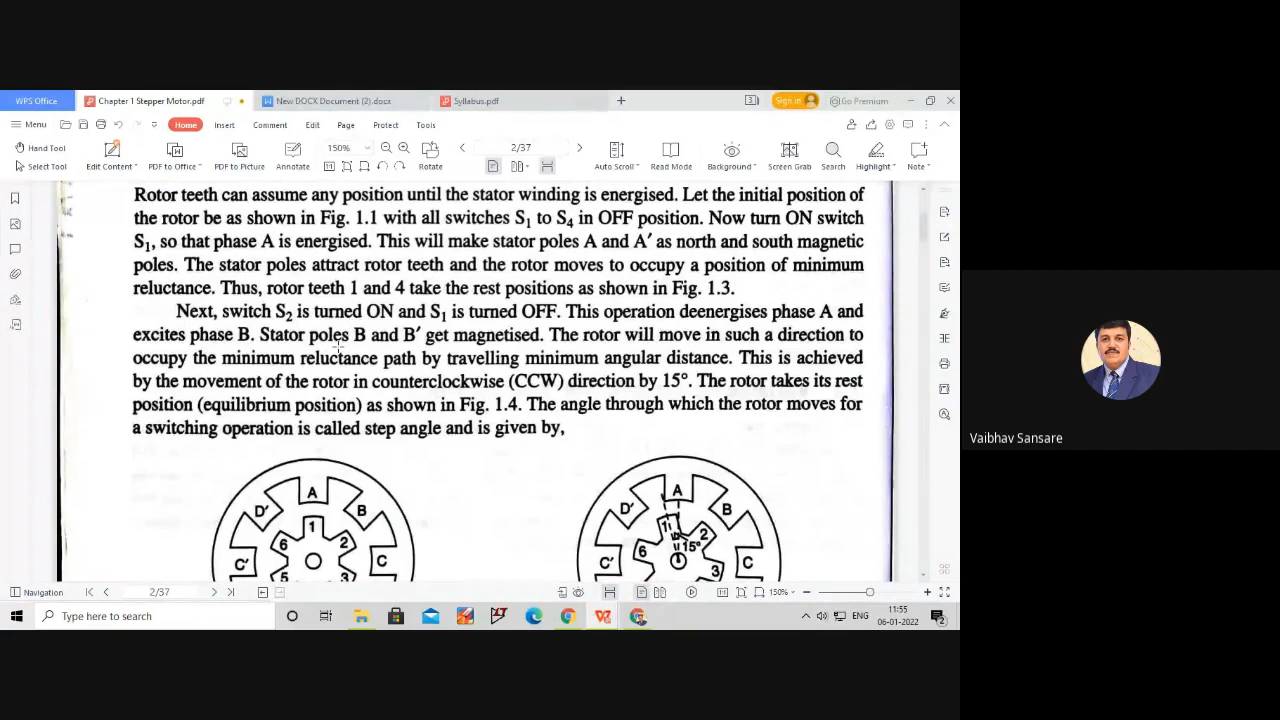 WPS Office
Chapter 1 Stepper Motor.pdf
New DOCX Document (2).docx
Syllabus.pdf
3
Sign in
Go Premium
Menu
Home
Insert
Comment
Edit
Page
Protect
Tools
Hand Tool
Select Tool
Edit Content
PDF to Office
PDF to Picture
Annotate
150%
Rotate
2/37
Auto Scroll
Read Mode
Background
Screen Grab
Search
Highlight
Note
Rotor teeth can assume any position until the stator winding is energised. Let the initial position
of the rotor be as shown in Fig. 1.1 with all switches S1 to S4 in OFF position. Now turn ON switch
S1, so that phase A is energised. This will make stator poles A and A′ as north and south magnetic
poles. The stator poles attract rotor teeth and the rotor moves to occupy a position of minimum
reluctance. Thus, rotor teeth 1 and 4 take the rest positions as shown in Fig. 1.3.
Next, switch S2 is turned ON and S1 is turned OFF. This operation deenergises phase A and
excites phase B. Stator poles B and B′ get magnetised. The rotor will move in such a direction to
occupy the minimum reluctance path by travelling minimum angular distance. This is achieved
by the movement of the rotor in counterclockwise (CCW) direction by 15°. The rotor takes its rest
position (equilibrium position) as shown in Fig. 1.4. The angle through which the rotor moves for
a switching operation is called step angle and is given by,
A
D′
B
1
6
2
C′
C
5
3
A
D′
B
1
2
15°
6
3
C′
C
Vaibhav Sansare
Navigation
2/37
150%
Type here to search
ENG
11:55
06-01-2022
2